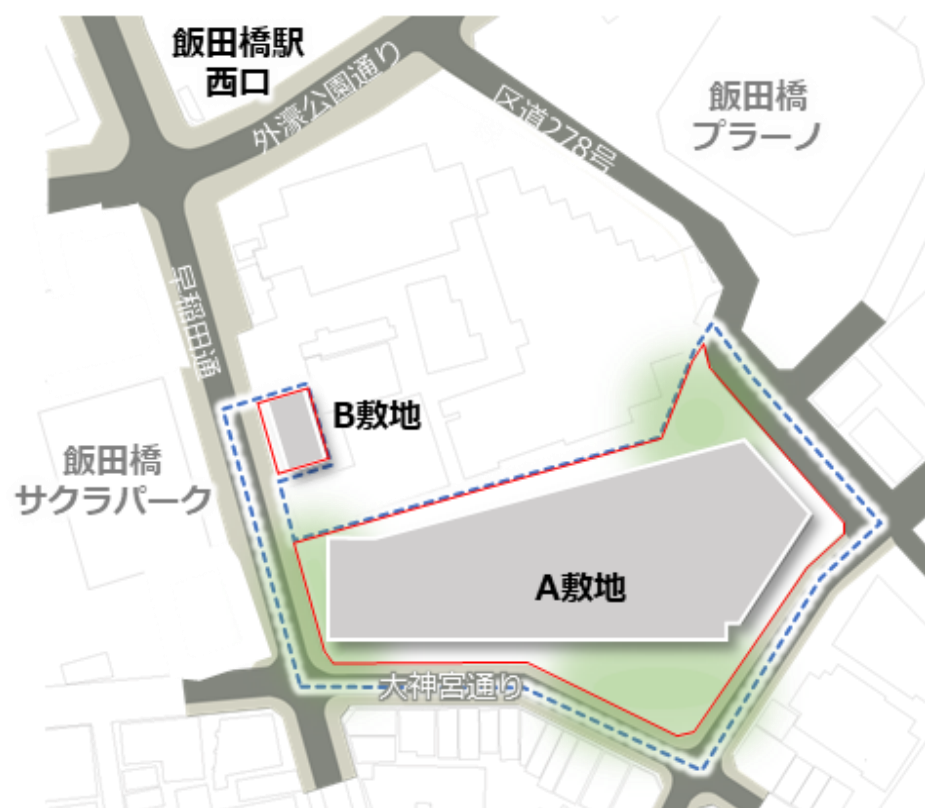 飯田橋駅
西口
外濠公園通り
区道278号
飯田橋
プラーノ
早稲田通
B敷地
飯田橋
サクラパーク
A敷地
大神宮通り